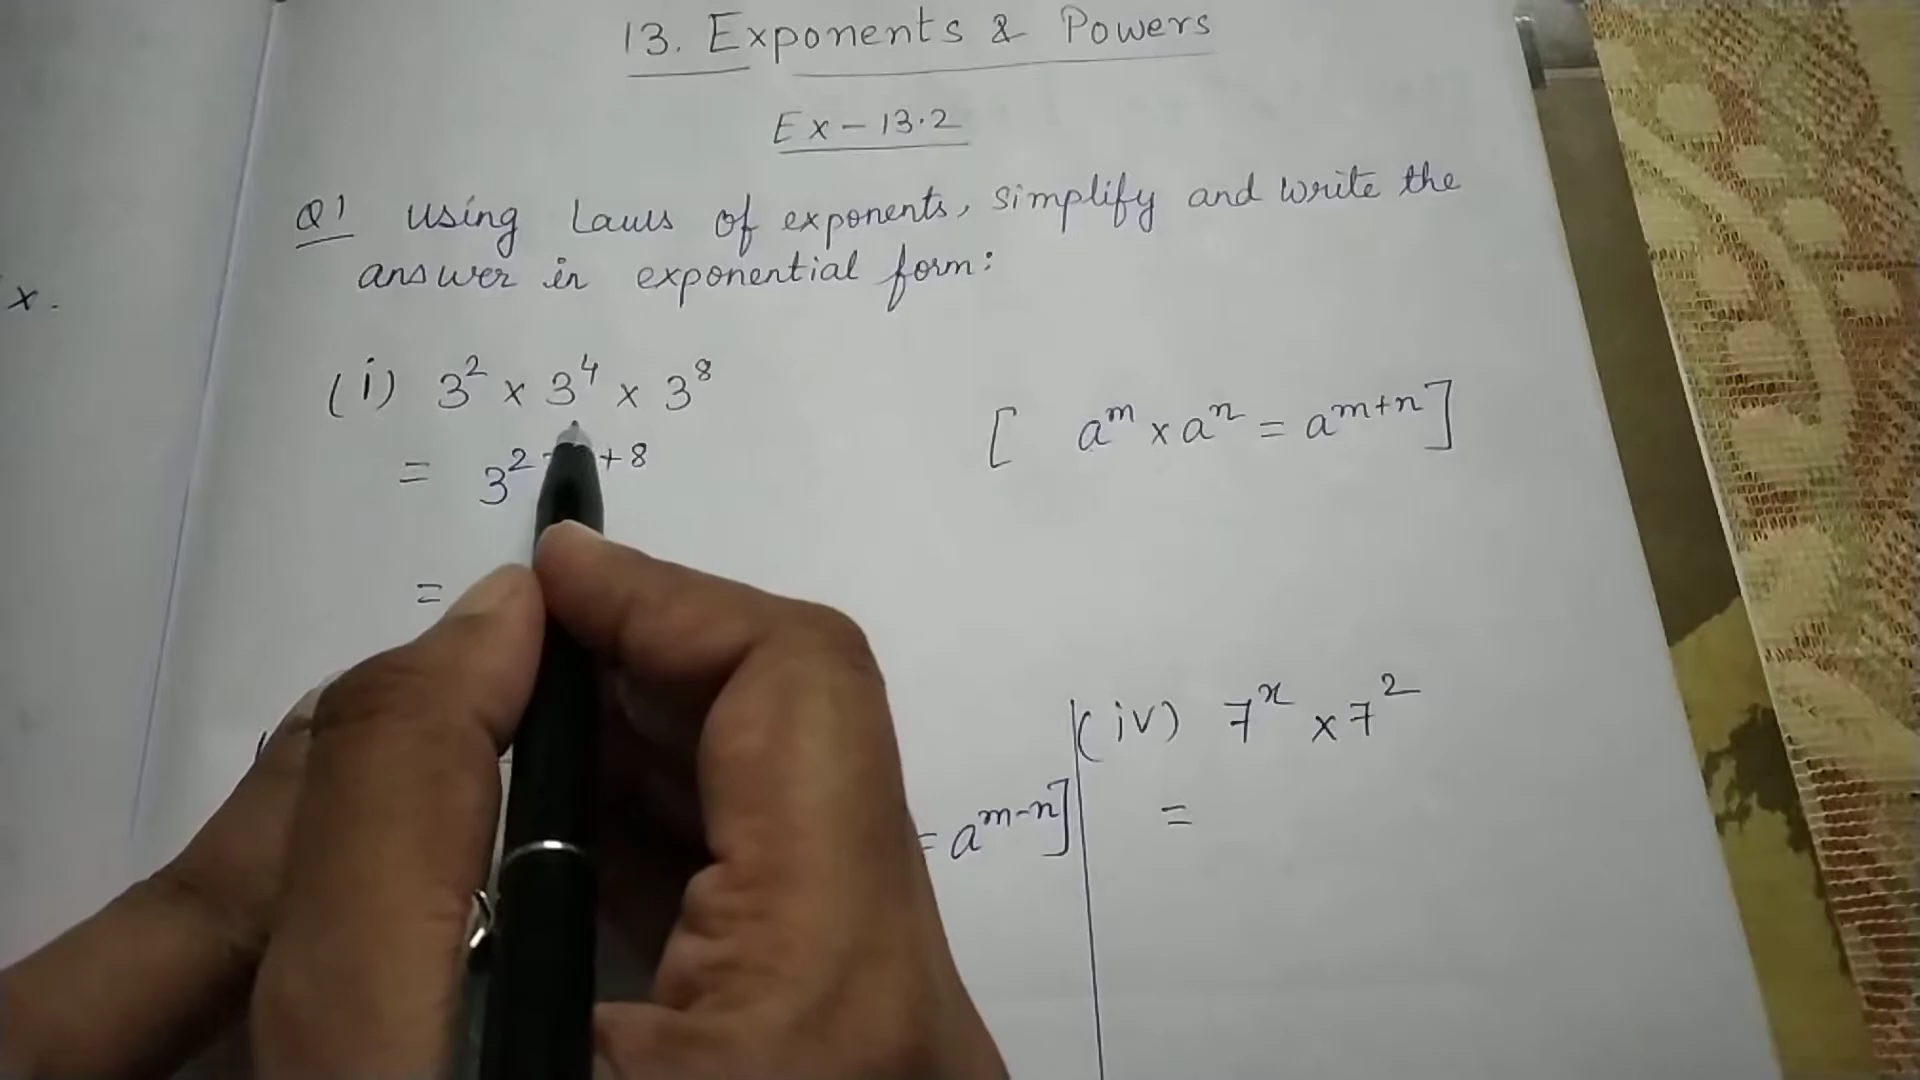 13. Exponents & Powers
Ex - 13.2
Q1 Using Laws of exponents, simplify and write the
answer in exponential form:
(i) 3² × 3⁴ × 3⁸
[ aᵐ × aⁿ = aᵐ⁺ⁿ ]
= 3² + 8
=
x.
(iv) 7ˣ × 7²
= aᵐ⁻ⁿ]
=